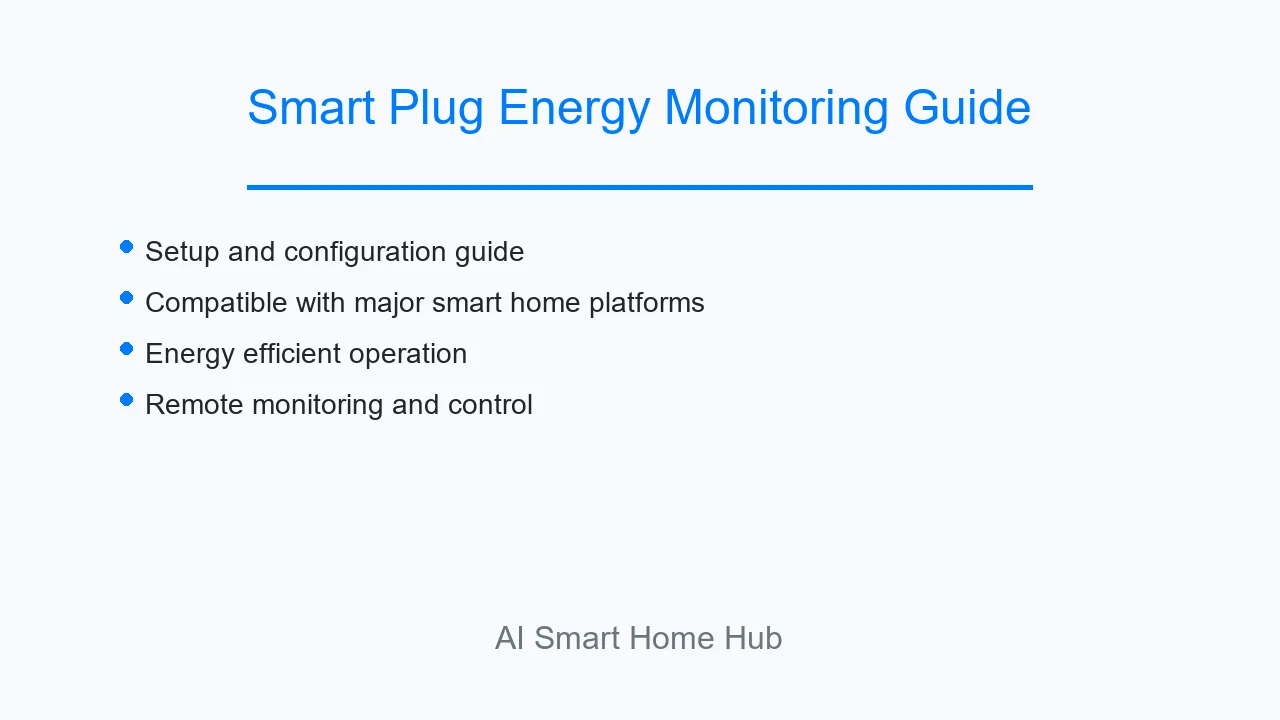 Smart Plug Energy Monitoring Guide
Setup and configuration guide
Compatible with major smart home platforms
Energy efficient operation
Remote monitoring and control
AI Smart Home Hub